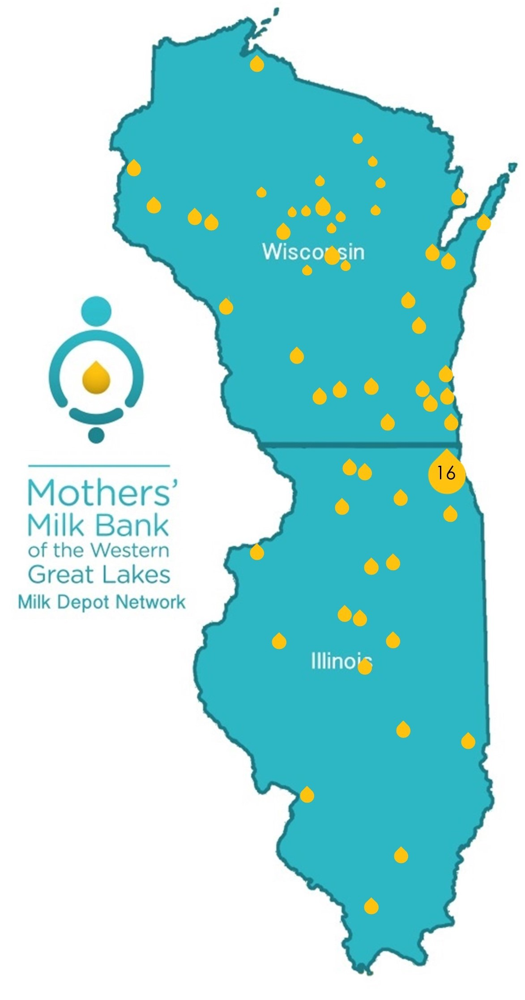 Wisconsin
16
Mothers’
Milk Bank
of the Western
Great Lakes
Milk Depot Network
Illinois